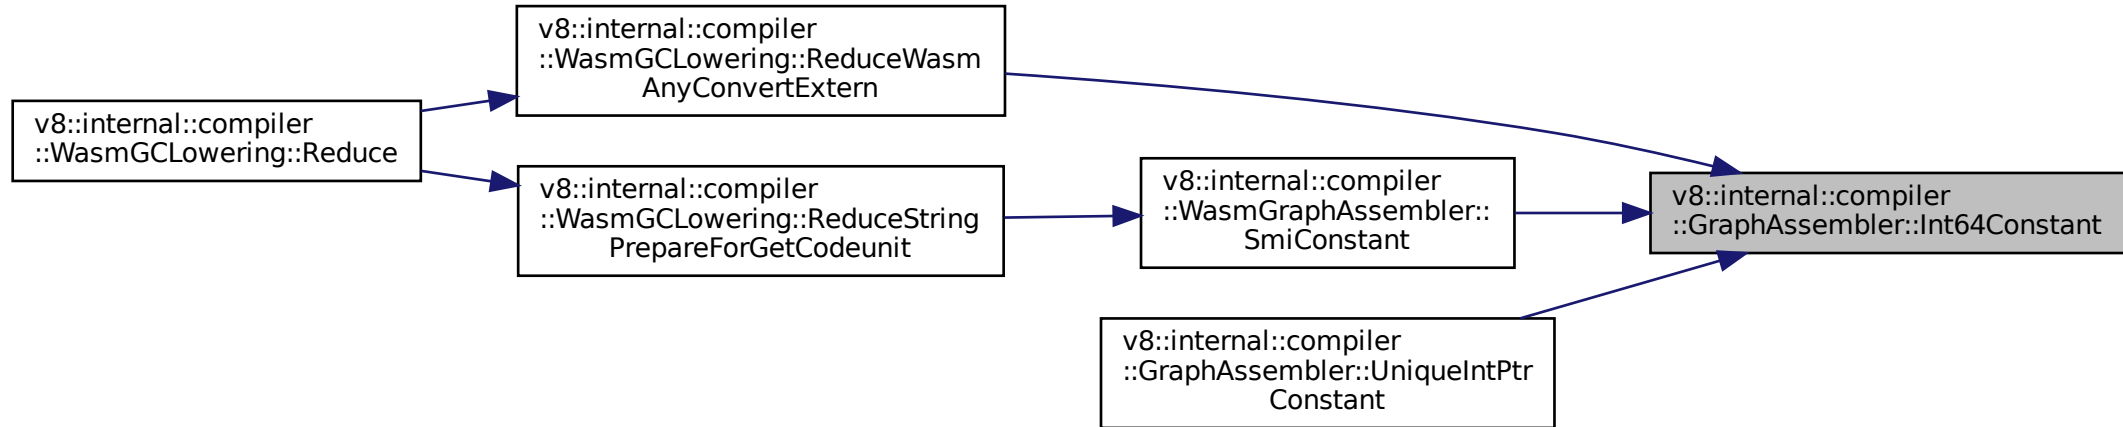 v8::internal::compiler
::WasmGCLowering::Reduce
v8::internal::compiler
::WasmGCLowering::ReduceWasm
AnyConvertExtern
v8::internal::compiler
::WasmGCLowering::ReduceString
PrepareForGetCodeunit
v8::internal::compiler
::WasmGraphAssembler::
SmiConstant
v8::internal::compiler
::GraphAssembler::UniqueIntPtr
Constant
v8::internal::compiler
::GraphAssembler::Int64Constant